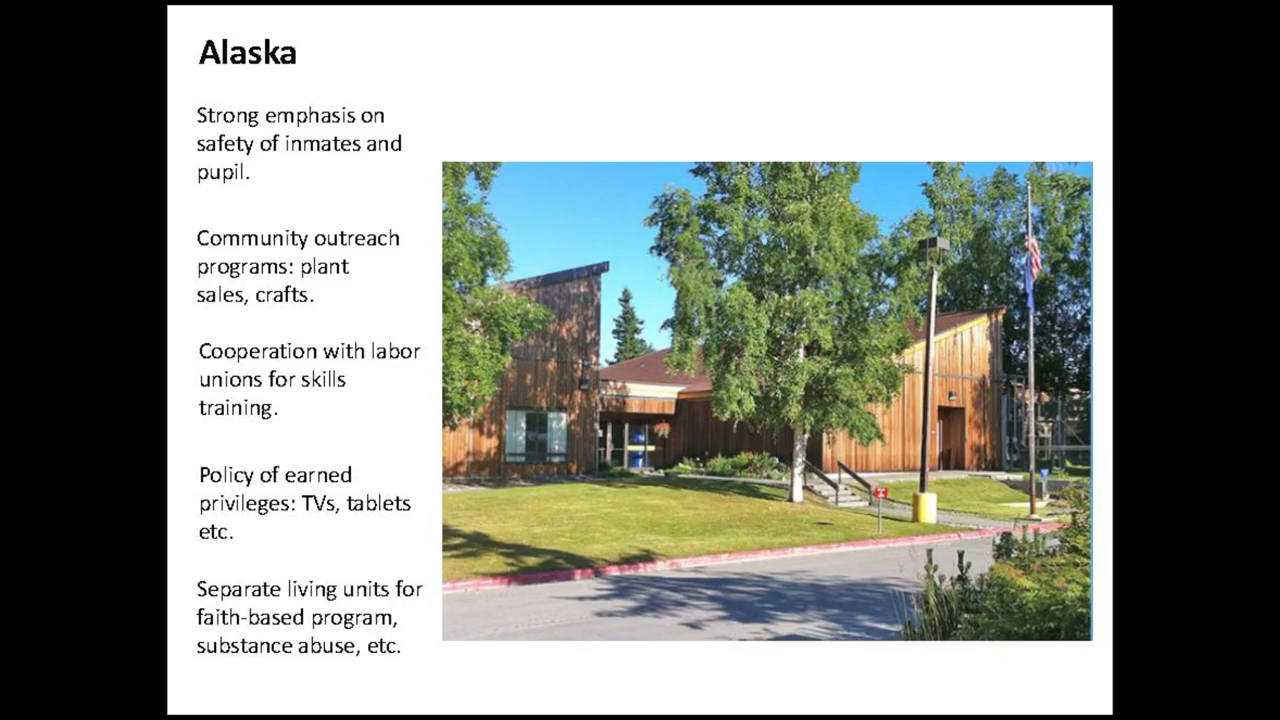 Alaska
Strong emphasis on
safety of inmates and
pupil.
Community outreach
programs: plant
sales, crafts.
Cooperation with labor
unions for skills
training.
Policy of earned
privileges: TVs, tablets
etc.
Separate living units for
faith-based program,
substance abuse, etc.